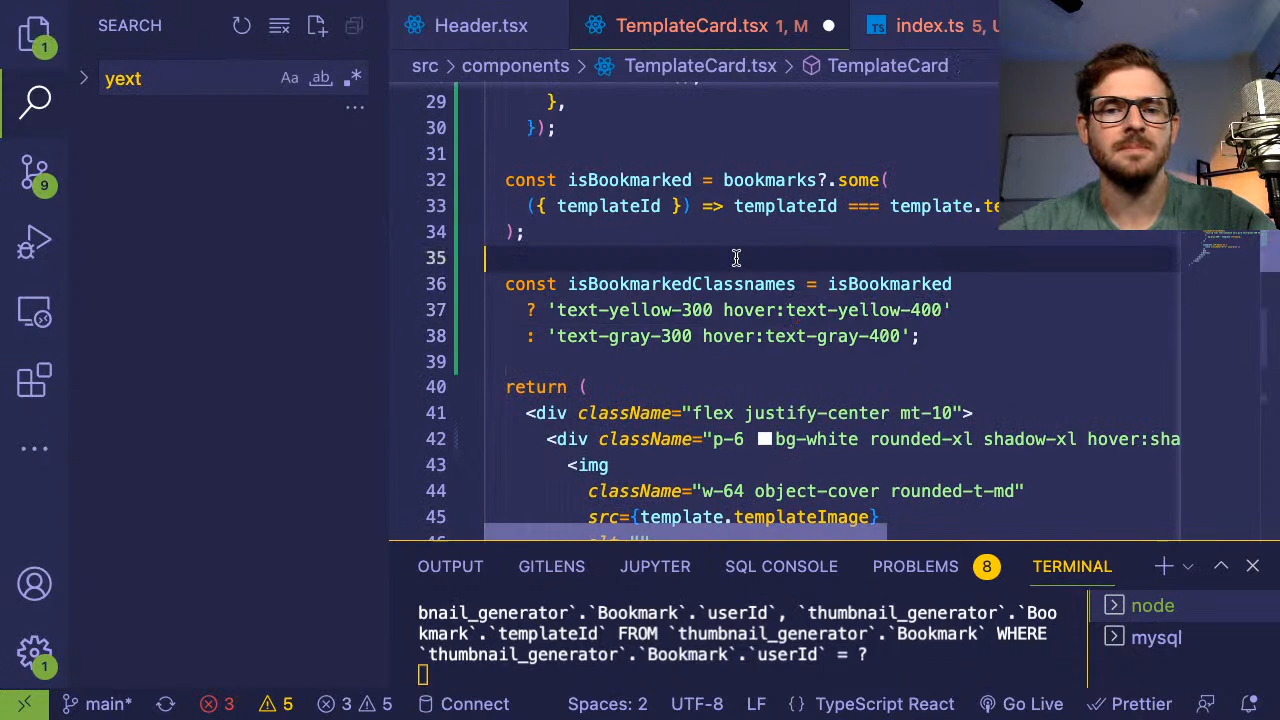 SEARCH
yext
Aa ab
1
9
1
Header.tsx
TemplateCard.tsx 1, M
TS index.ts 5,
src > components > TemplateCard.tsx > TemplateCard
29 },
30 });
31
32 const isBookmarked = bookmarks?.some(
33 ({ templateId }) => templateId === template.te
34 );
35
36 const isBookmarkedClassnames = isBookmarked
37 ? 'text-yellow-300 hover:text-yellow-400'
38 : 'text-gray-300 hover:text-gray-400';
39
40 return (
41 <div className="flex justify-center mt-10">
42 <div className="p-6 bg-white rounded-xl shadow-xl hover:sha
43 <img
44 className="w-64 object-cover rounded-t-md"
45 src={template.templateImage}
OUTPUT GITLENS JUPYTER SQL CONSOLE PROBLEMS 8 TERMINAL
bnail_generator`.`Bookmark`.`userId`, `thumbnail_generator`.`Boo
kmark`.`templateId` FROM `thumbnail_generator`.`Bookmark` WHERE
`thumbnail_generator`.`Bookmark`.`userId` = ?
node
mysql
main* 3 5 3 5 Connect Spaces: 2 UTF-8 LF {} TypeScript React Go Live Prettier